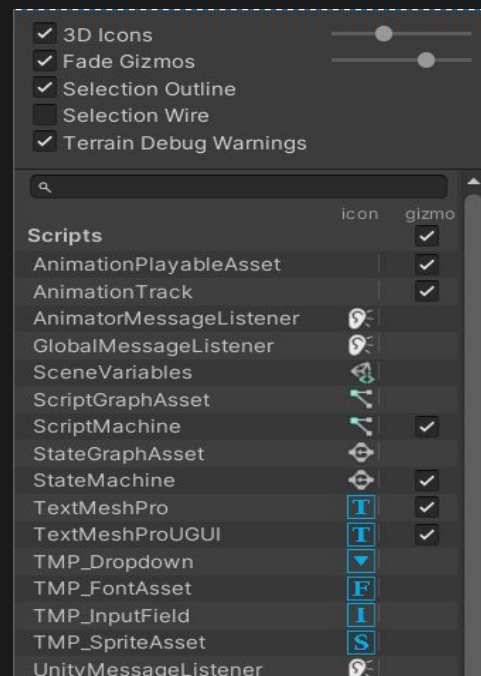 3D Icons
Fade Gizmos
Selection Outline
Selection Wire
Terrain Debug Warnings
icon gizmo
Scripts
AnimationPlayableAsset
AnimationTrack
AnimatorMessageListener
GlobalMessageListener
SceneVariables
ScriptGraphAsset
ScriptMachine
StateGraphAsset
StateMachine
TextMeshPro T
TextMeshProUGUI T
TMP_Dropdown
TMP_FontAsset F
TMP_InputField I
TMP_SpriteAsset S
UnityMessageListener